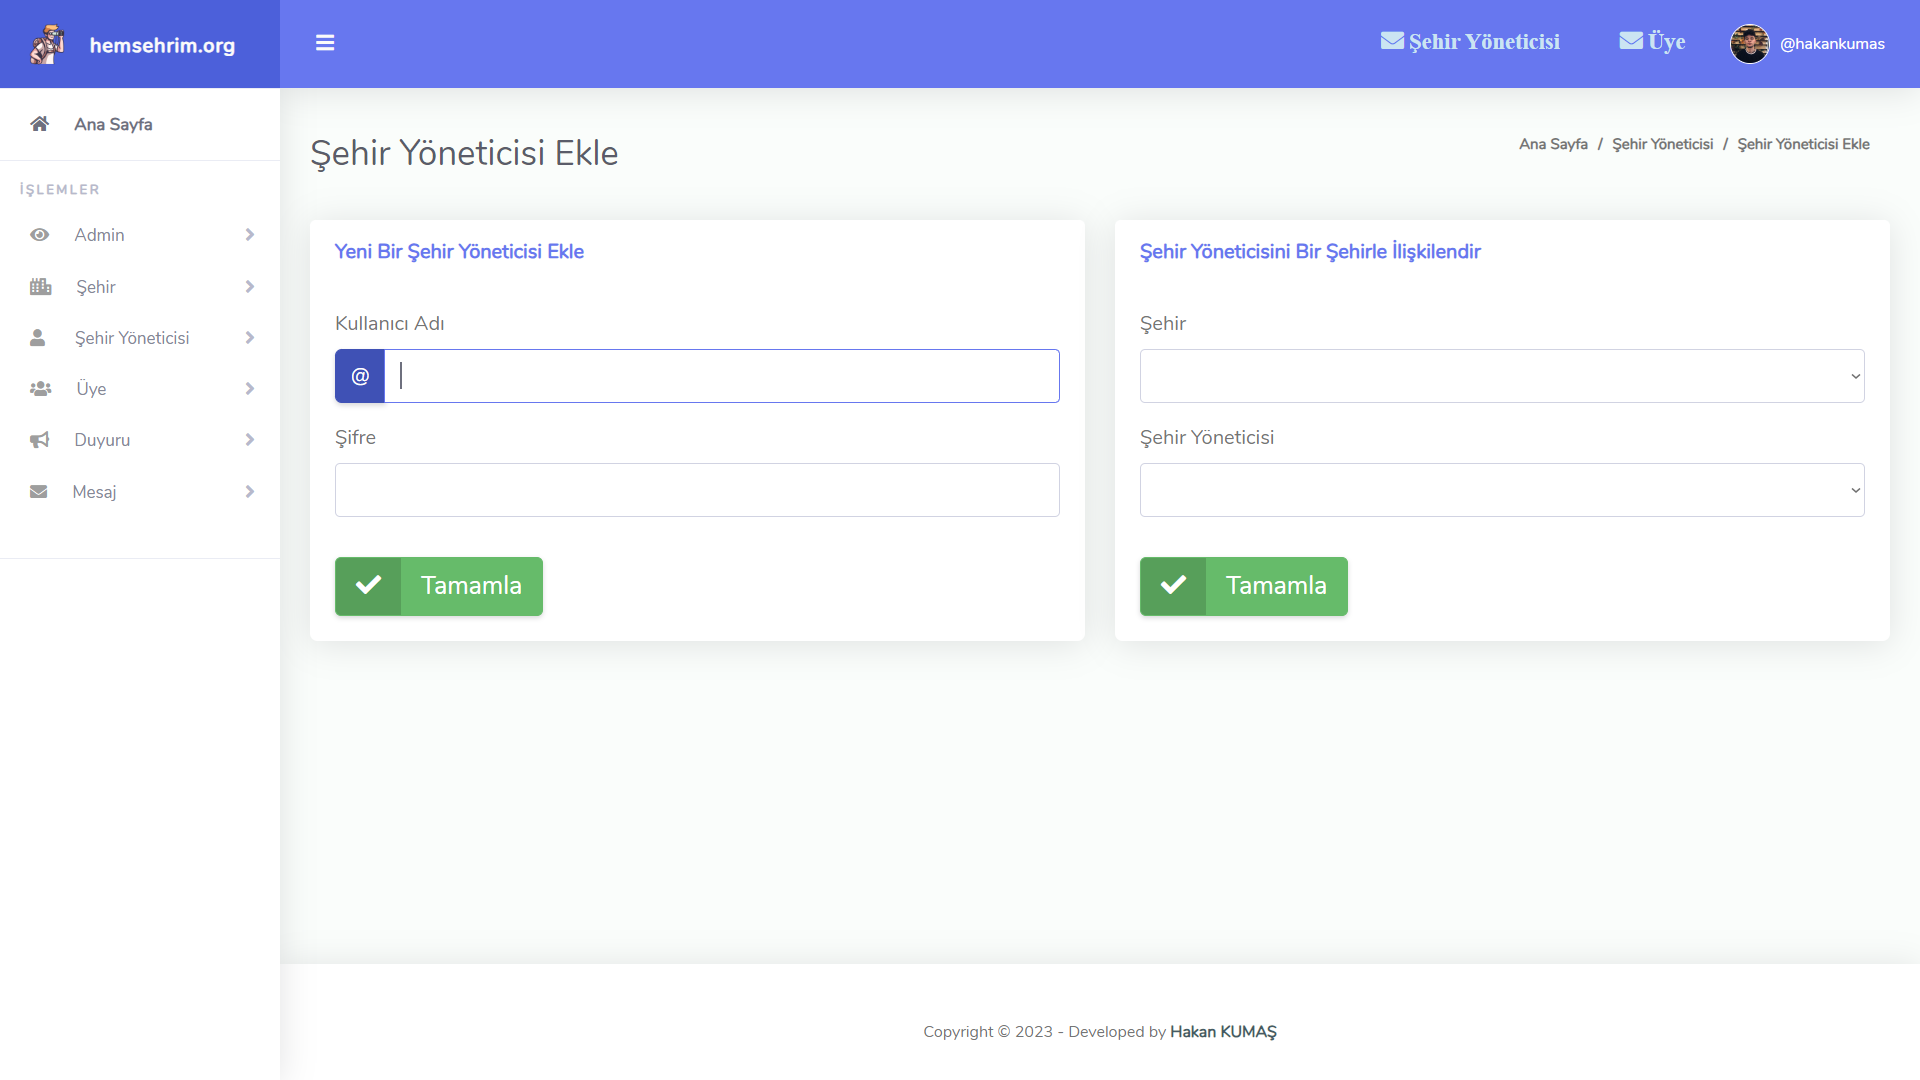 hemsehrim.org
Şehir Yöneticisi
Üye
@hakankumas
Ana Sayfa
İŞLEMLER
Admin
Şehir
Şehir Yöneticisi
Üye
Duyuru
Mesaj
Şehir Yöneticisi Ekle
Ana Sayfa / Şehir Yöneticisi / Şehir Yöneticisi Ekle
Yeni Bir Şehir Yöneticisi Ekle
Kullanıcı Adı
@
Şifre
Tamamla
Şehir Yöneticisini Bir Şehirle İlişkilendir
Şehir
Şehir Yöneticisi
Tamamla
Copyright © 2023 - Developed by Hakan KUMAŞ